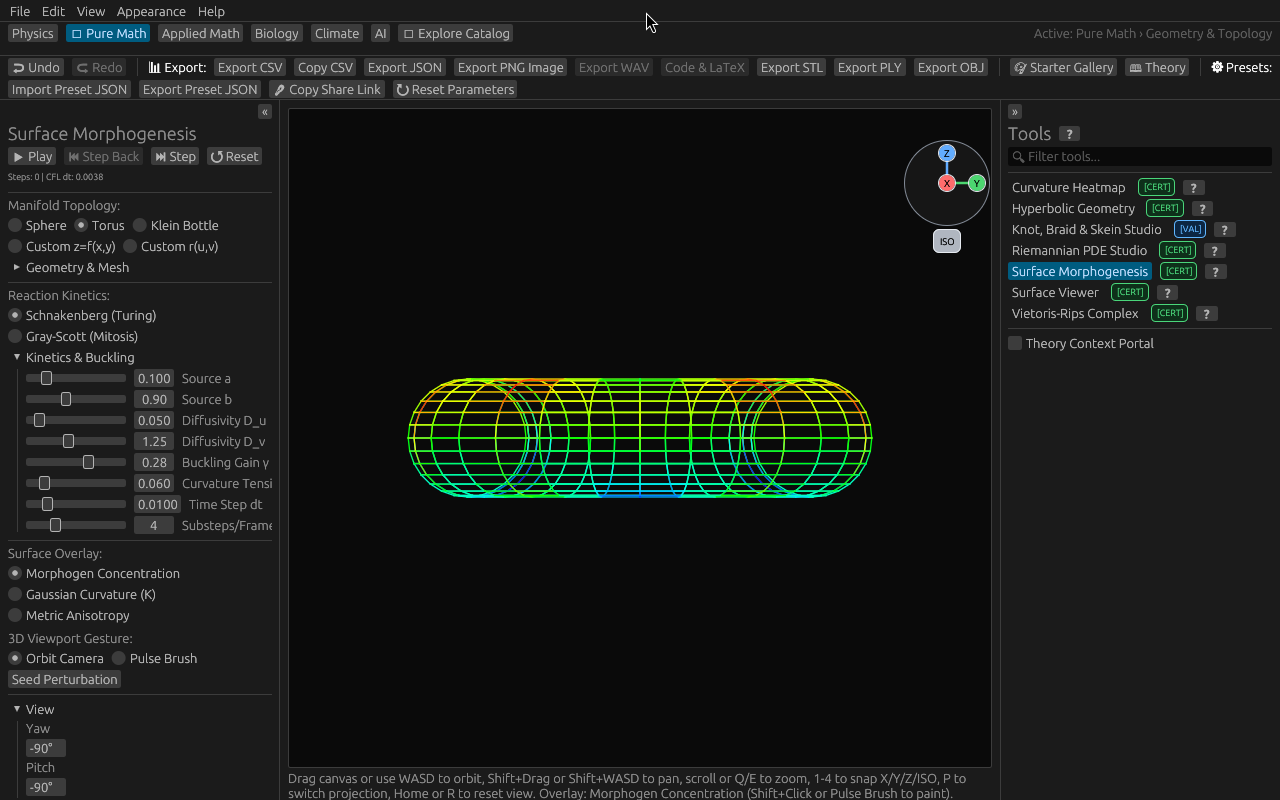 File Edit View Appearance Help
Physics Pure Math Applied Math Biology Climate AI Explore Catalog Active: Pure Math › Geometry & Topology
Undo Redo Export: Export CSV Copy CSV Export JSON Export PNG Image Export WAV Code & LaTeX Export STL Export PLY Export OBJ Starter Gallery Theory Presets:
Import Preset JSON Export Preset JSON Copy Share Link Reset Parameters
« »
Surface Morphogenesis
Play Step Back Step Reset
Steps: 0 | CFL dt: 0.0038
Manifold Topology:
Sphere Torus Klein Bottle
Custom z=f(x,y) Custom r(u,v)
Geometry & Mesh
Reaction Kinetics:
Schnakenberg (Turing)
Gray-Scott (Mitosis)
Kinetics & Buckling
0.100 Source a
0.90 Source b
0.050 Diffusivity D_u
1.25 Diffusivity D_v
0.28 Buckling Gain γ
0.060 Curvature Tensi
0.0100 Time Step dt
4 Substeps/Frame
Surface Overlay:
Morphogen Concentration
Gaussian Curvature (K)
Metric Anisotropy
3D Viewport Gesture:
Orbit Camera Pulse Brush
Seed Perturbation
View
Yaw
-90°
Pitch
-90°
Z
X Y
ISO
Drag canvas or use WASD to orbit, Shift+Drag or Shift+WASD to pan, scroll or Q/E to zoom, 1-4 to snap X/Y/Z/ISO, P to
switch projection, Home or R to reset view. Overlay: Morphogen Concentration (Shift+Click or Pulse Brush to paint).
Tools ?
Filter tools...
Curvature Heatmap [CERT] ?
Hyperbolic Geometry [CERT] ?
Knot, Braid & Skein Studio [VAL] ?
Riemannian PDE Studio [CERT] ?
Surface Morphogenesis [CERT] ?
Surface Viewer [CERT] ?
Vietoris-Rips Complex [CERT] ?
Theory Context Portal